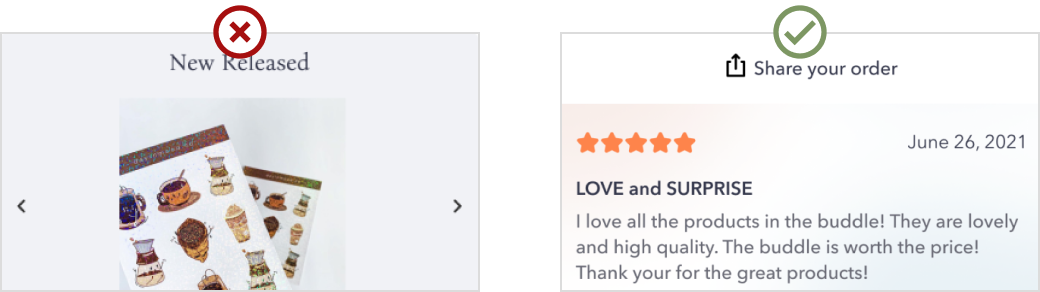 New Released
Share your order
June 26, 2021
LOVE and SURPRISE
I love all the products in the buddle! They are lovely
and high quality. The buddle is worth the price!
Thank your for the great products!